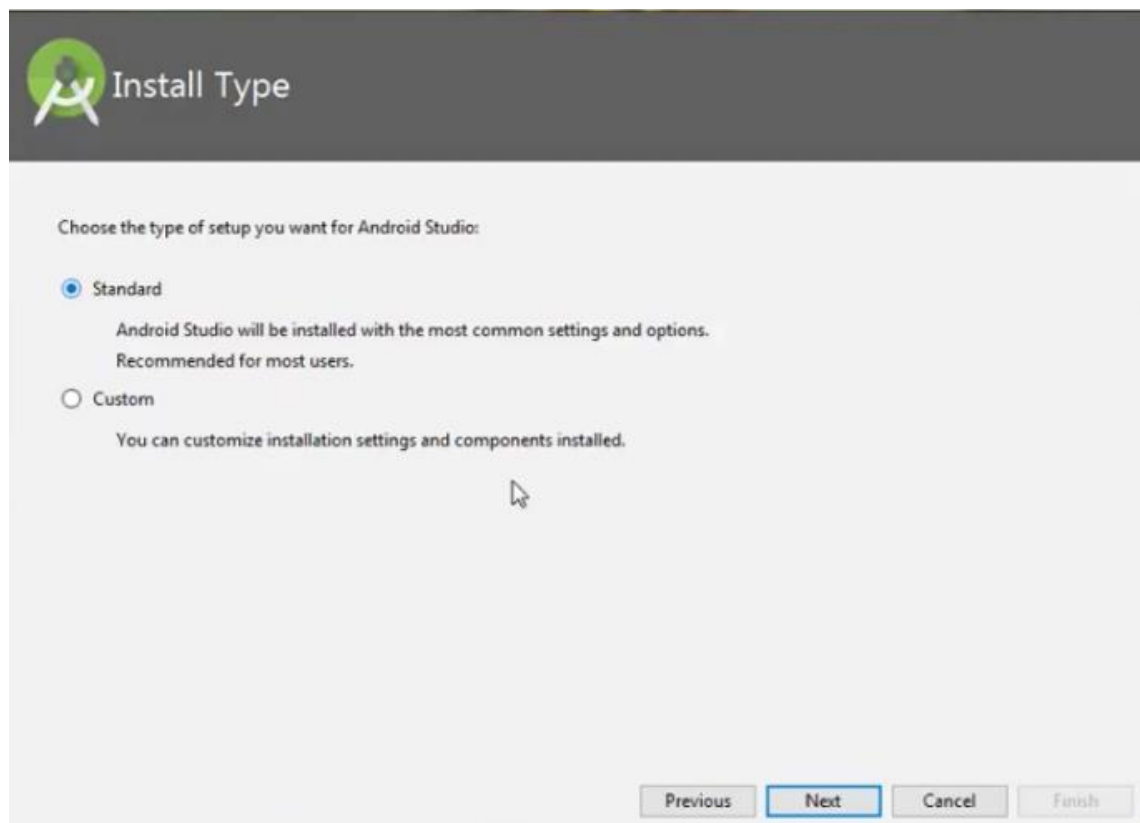 Install Type
Choose the type of setup you want for Android Studio:
Standard
Android Studio will be installed with the most common settings and options.
Recommended for most users.
Custom
You can customize installation settings and components installed.
Previous
Next
Cancel
Finish